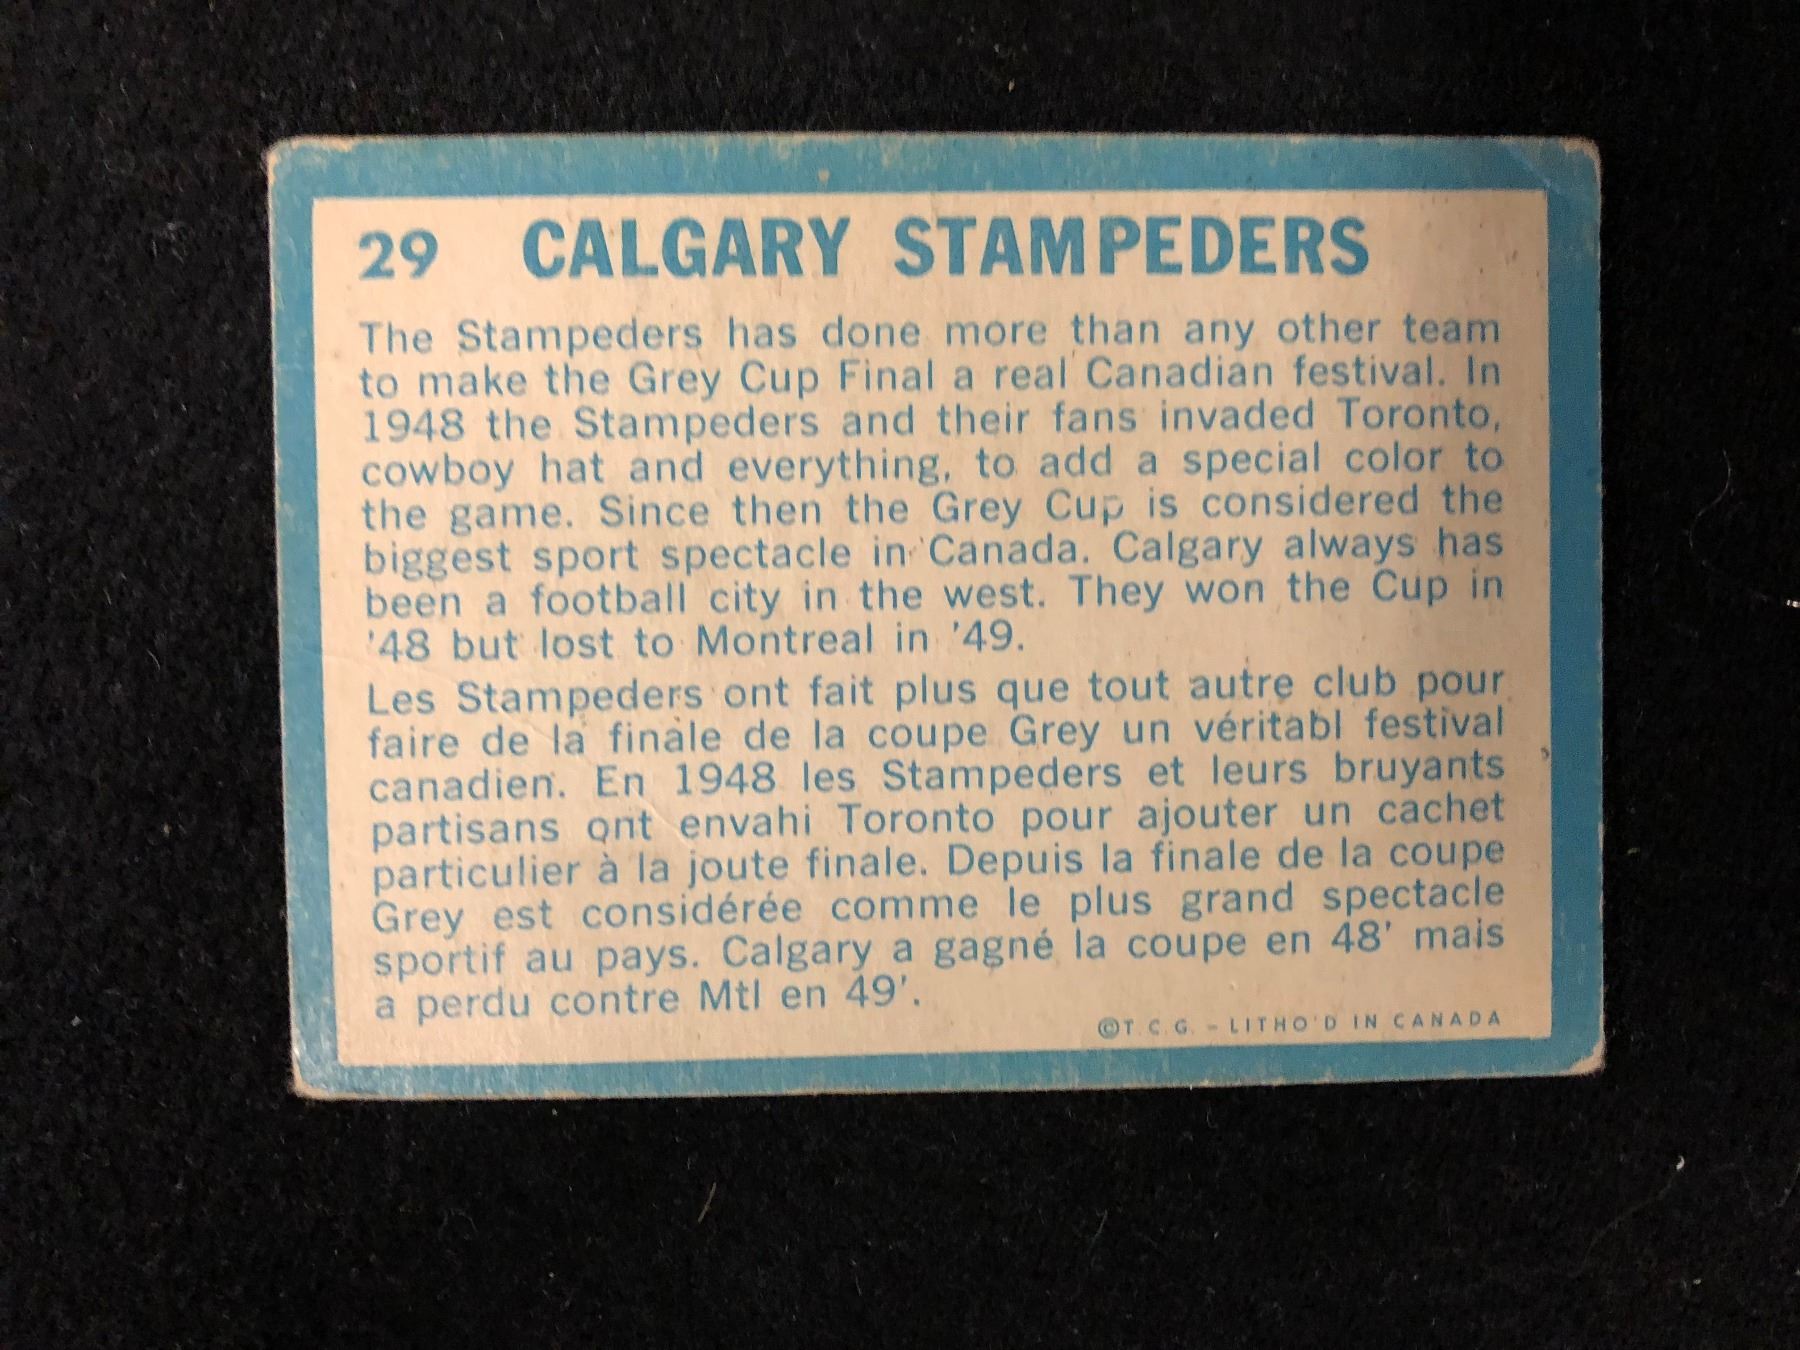 29 CALGARY STAMPEDERS
The Stampeders has done more than any other team
to make the Grey Cup Final a real Canadian festival. In
1948 the Stampeders and their fans invaded Toronto,
cowboy hat and everything, to add a special color to
the game. Since then the Grey Cup is considered the
biggest sport spectacle in Canada. Calgary always has
been a football city in the west. They won the Cup in
'48 but lost to Montreal in '49.
Les Stampeders ont fait plus que tout autre club pour
faire de la finale de la coupe Grey un véritabl festival
canadien. En 1948 les Stampeders et leurs bruyants
partisans ont envahi Toronto pour ajouter un cachet
particulier à la joute finale. Depuis la finale de la coupe
Grey est considérée comme le plus grand spectacle
sportif au pays. Calgary a gagné la coupe en 48' mais
a perdu contre Mtl en 49'.
©T.C.G. – LITHO'D IN CANADA